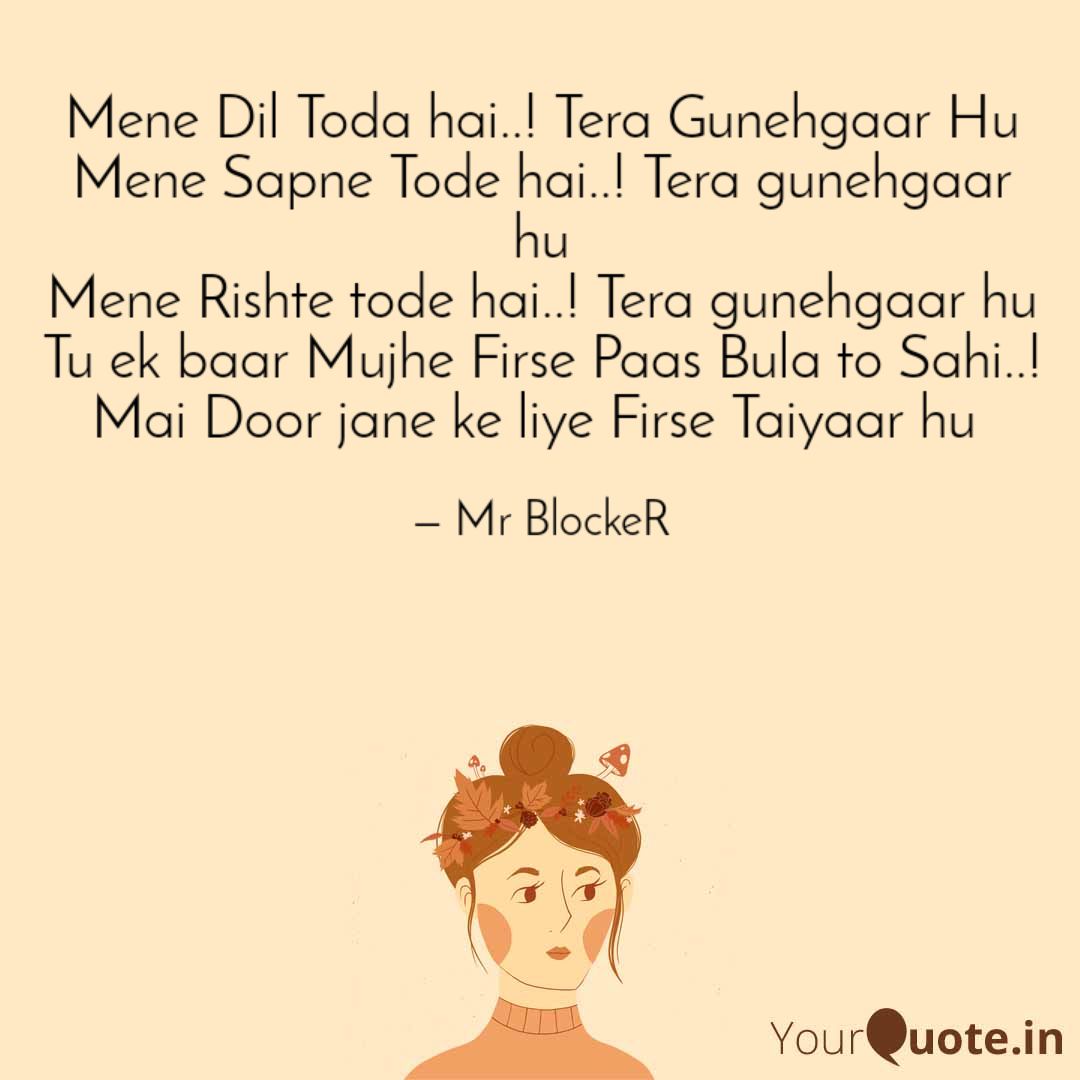 Mene Dil Toda hai..! Tera Gunehgaar Hu
Mene Sapne Tode hai..! Tera gunehgaar
hu
Mene Rishte tode hai..! Tera gunehgaar hu
Tu ek baar Mujhe Firse Paas Bula to Sahi..!
Mai Door jane ke liye Firse Taiyaar hu
– Mr BlockeR
YourQuote.in